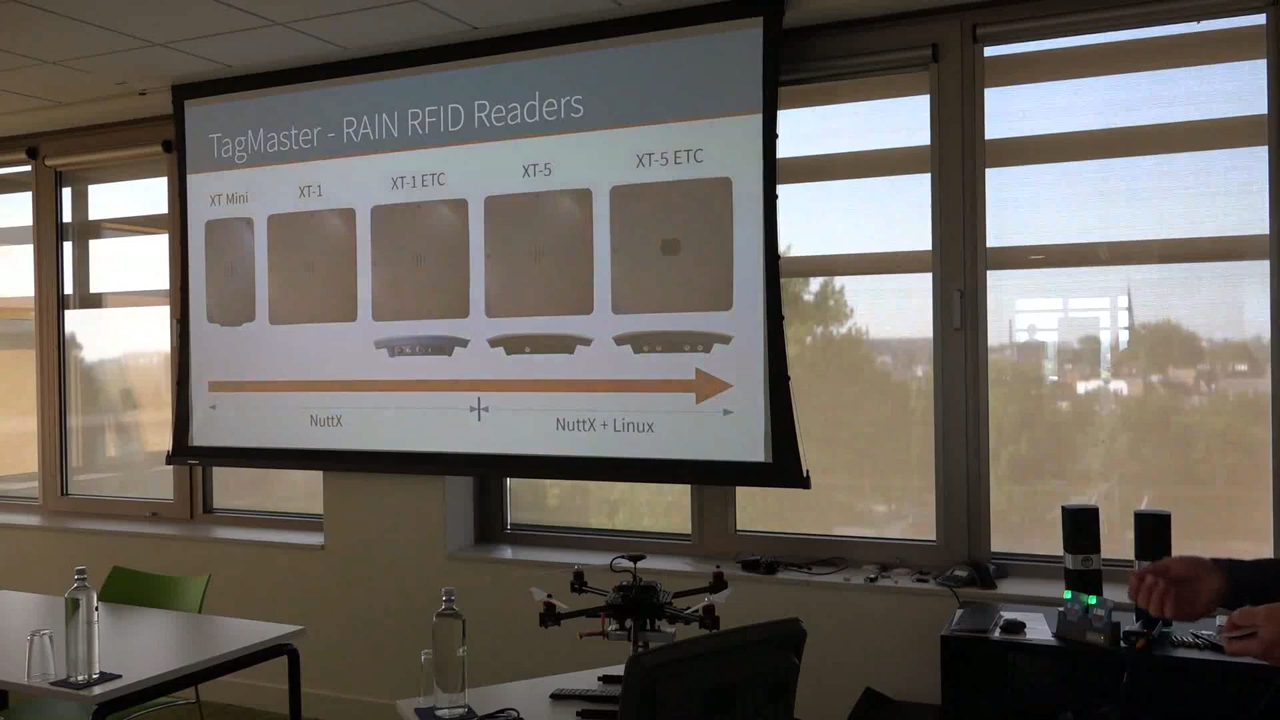 TagMaster - RAIN RFID Readers
XT Mini
XT-1
XT-1 ETC
XT-5
XT-5 ETC
NuttX
NuttX + Linux